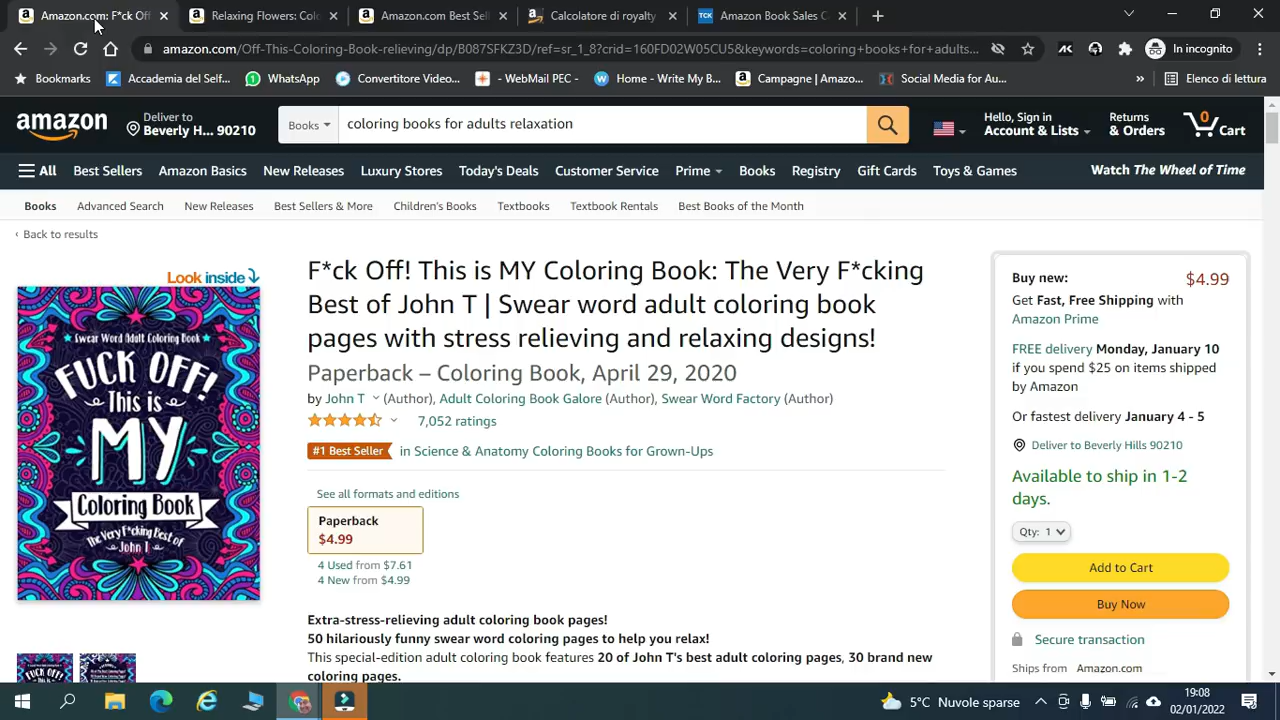 Amazon.com: F*ck Off
Relaxing Flowers: Col
Amazon.com Best Sel
Calcolatore di royalty
TCK Amazon Book Sales C
amazon.com/Off-This-Coloring-Book-relieving/dp/B087SFKZ3D/ref=sr_1_8?crid=160FD02W05CU5&keywords=coloring+books+for+adults...
In incognito
Bookmarks
Accademia del Self...
WhatsApp
Convertitore Video...
- WebMail PEC -
Home - Write My B...
Campagne | Amazo...
Social Media for Au...
»
Elenco di lettura
amazon
Deliver to
Beverly H... 90210
Books
coloring books for adults relaxation
Hello, Sign in
Account & Lists
Returns
& Orders
0
Cart
All
Best Sellers
Amazon Basics
New Releases
Luxury Stores
Today's Deals
Customer Service
Prime
Books
Registry
Gift Cards
Toys & Games
Watch The Wheel of Time
Books
Advanced Search
New Releases
Best Sellers & More
Children's Books
Textbooks
Textbook Rentals
Best Books of the Month
‹ Back to results
Look inside
Swear Word Adult Coloring Book
FUCK OFF!
This is
MY
Coloring Book
The Very F*cking Best of
John T
F*ck Off! This is MY Coloring Book: The Very F*cking
Best of John T | Swear word adult coloring book
pages with stress relieving and relaxing designs!
Paperback – Coloring Book, April 29, 2020
by John T (Author), Adult Coloring Book Galore (Author), Swear Word Factory (Author)
7,052 ratings
#1 Best Seller in Science & Anatomy Coloring Books for Grown-Ups
See all formats and editions
Paperback
$4.99
4 Used from $7.61
4 New from $4.99
Extra-stress-relieving adult coloring book pages!
50 hilariously funny swear word coloring pages to help you relax!
This special-edition adult coloring book features 20 of John T's best adult coloring pages, 30 brand new
coloring pages.
Buy new: $4.99
Get Fast, Free Shipping with
Amazon Prime
FREE delivery Monday, January 10
if you spend $25 on items shipped
by Amazon
Or fastest delivery January 4 - 5
Deliver to Beverly Hills 90210
Available to ship in 1-2
days.
Qty: 1
Add to Cart
Buy Now
Secure transaction
Ships from Amazon.com
5°C Nuvole sparse
19:08
02/01/2022